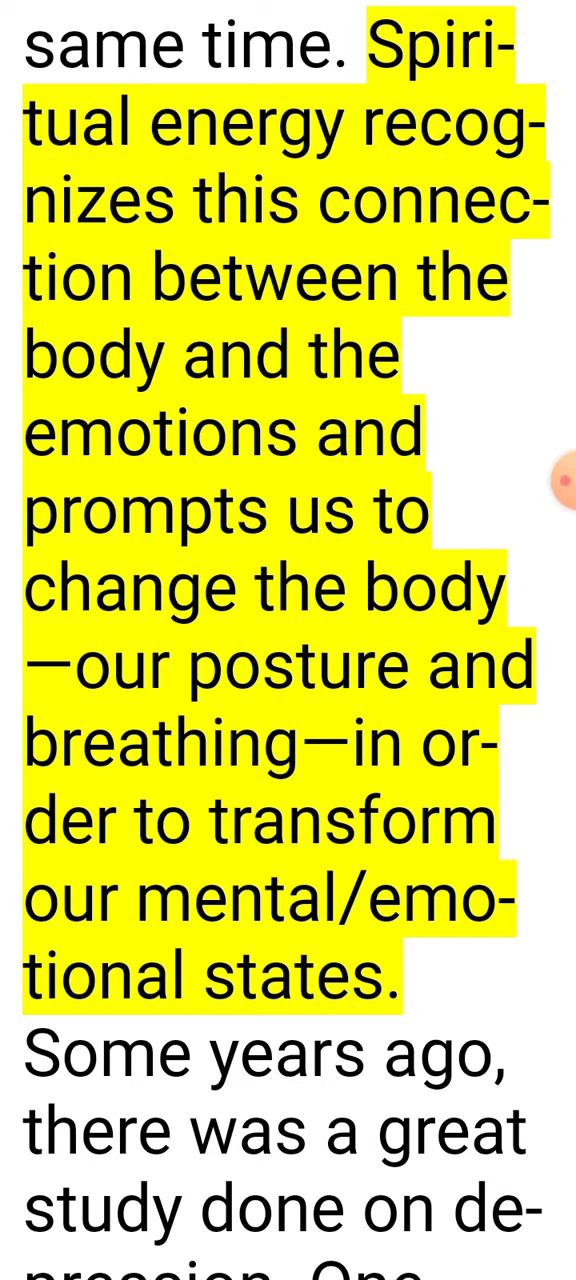 same time. Spiri-
tual energy recog-
nizes this connec-
tion between the
body and the
emotions and
prompts us to
change the body
—our posture and
breathing—in or-
der to transform
our mental/emo-
tional states.
Some years ago,
there was a great
study done on de-
pression. One